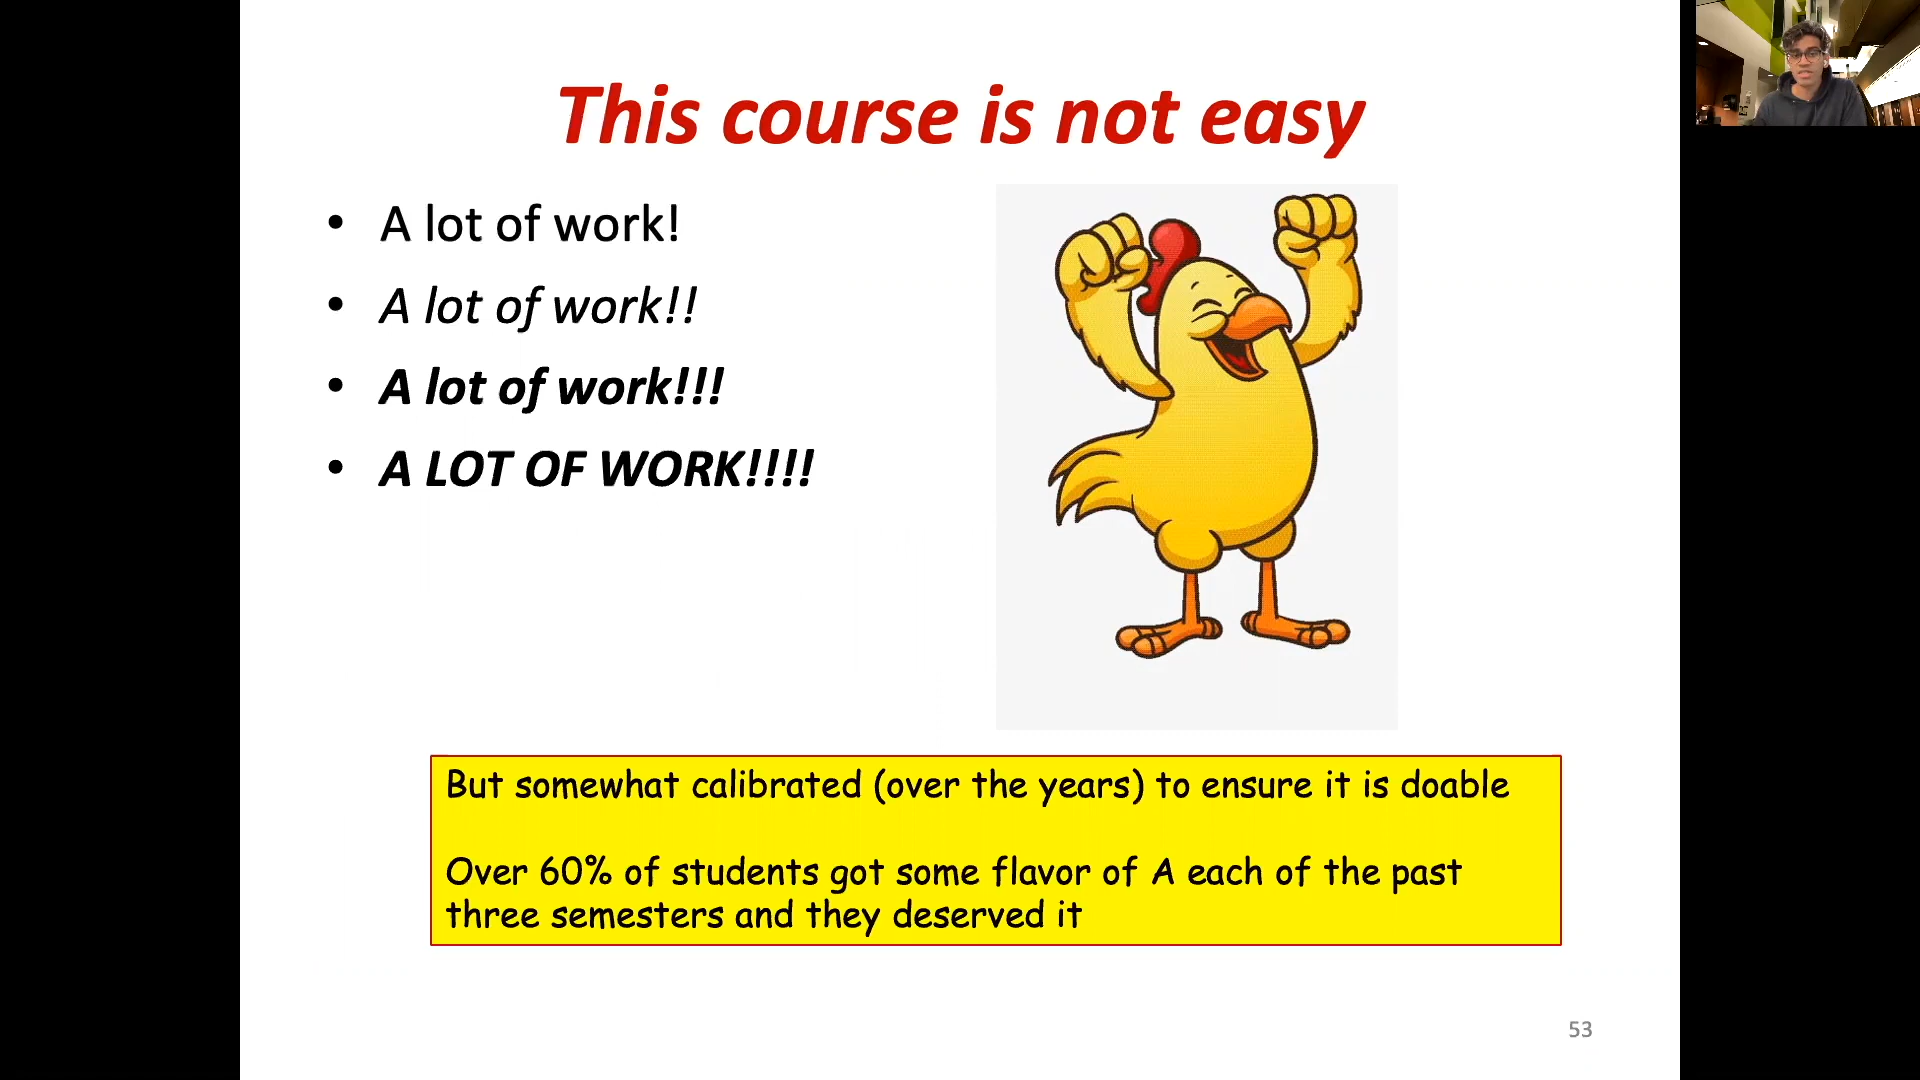 This course is not easy
• A lot of work!
• A lot of work!!
• A lot of work!!!
• A LOT OF WORK!!!!
But somewhat calibrated (over the years) to ensure it is doable
Over 60% of students got some flavor of A each of the past
three semesters and they deserved it
53